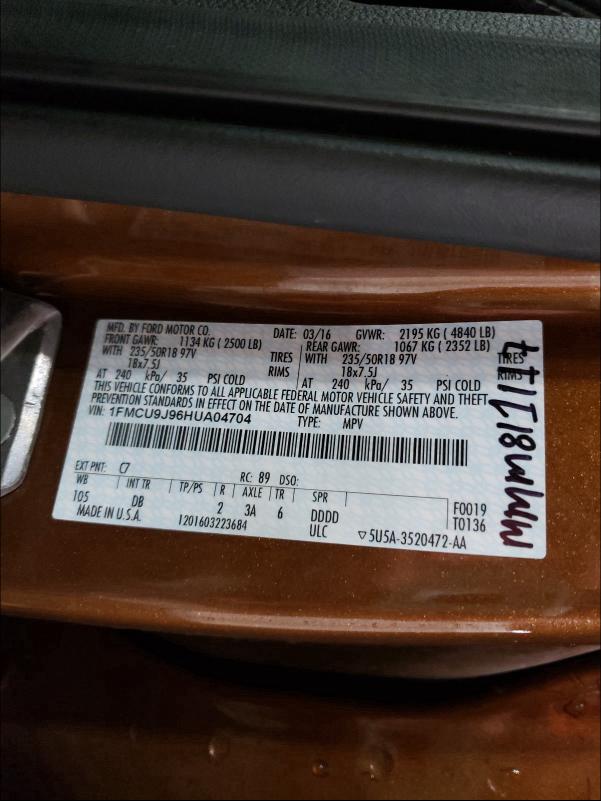 MFD. BY FORD MOTOR CO. DATE: 03/16 GVWR: 2195 KG ( 4840 LB)
FRONT GAWR: 1134 KG ( 2500 LB) REAR GAWR: 1067 KG ( 2352 LB)
WITH 235/50R18 97V TIRES WITH 235/50R18 97V TIRES
18x7.5J RIMS 18x7.5J RIMS
AT 240 kPa/ 35 PSI COLD AT 240 kPa/ 35 PSI COLD
THIS VEHICLE CONFORMS TO ALL APPLICABLE FEDERAL MOTOR VEHICLE SAFETY AND THEFT
PREVENTION STANDARDS IN EFFECT ON THE DATE OF MANUFACTURE SHOWN ABOVE.
VIN: 1FMCU9J96HUA04704 TYPE: MPV
EXT PNT: C7 RC: 89 DSO:
WB INT TR TP/PS R AXLE TR SPR
105 DB 2 3A 6 DDDD F0019
MADE IN U.S.A. 1201603223684 ULC T0136
▽5U5A-3520472-AA